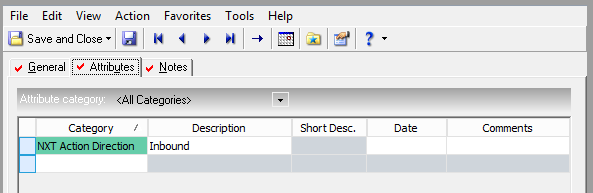 File Edit View Action Favorites Tools Help
Save and Close ?
General Attributes Notes
Attribute category: <All Categories>
Category / Description Short Desc. Date Comments
NXT Action Direction Inbound